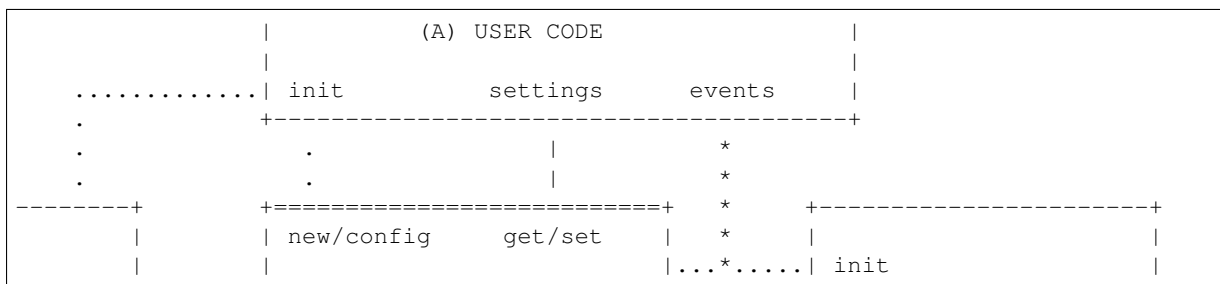 |          (A) USER CODE                 |
                 |                                        |
    .............| init          settings     events      |
    .            +----------------------------------------+
    .               .                |          *
    .               .                |          *
--------+        +===========================+   *     +-----------------------+
        |        | new/config     get/set    |   *     |                       |
        |        |                           |...*.....| init                  |